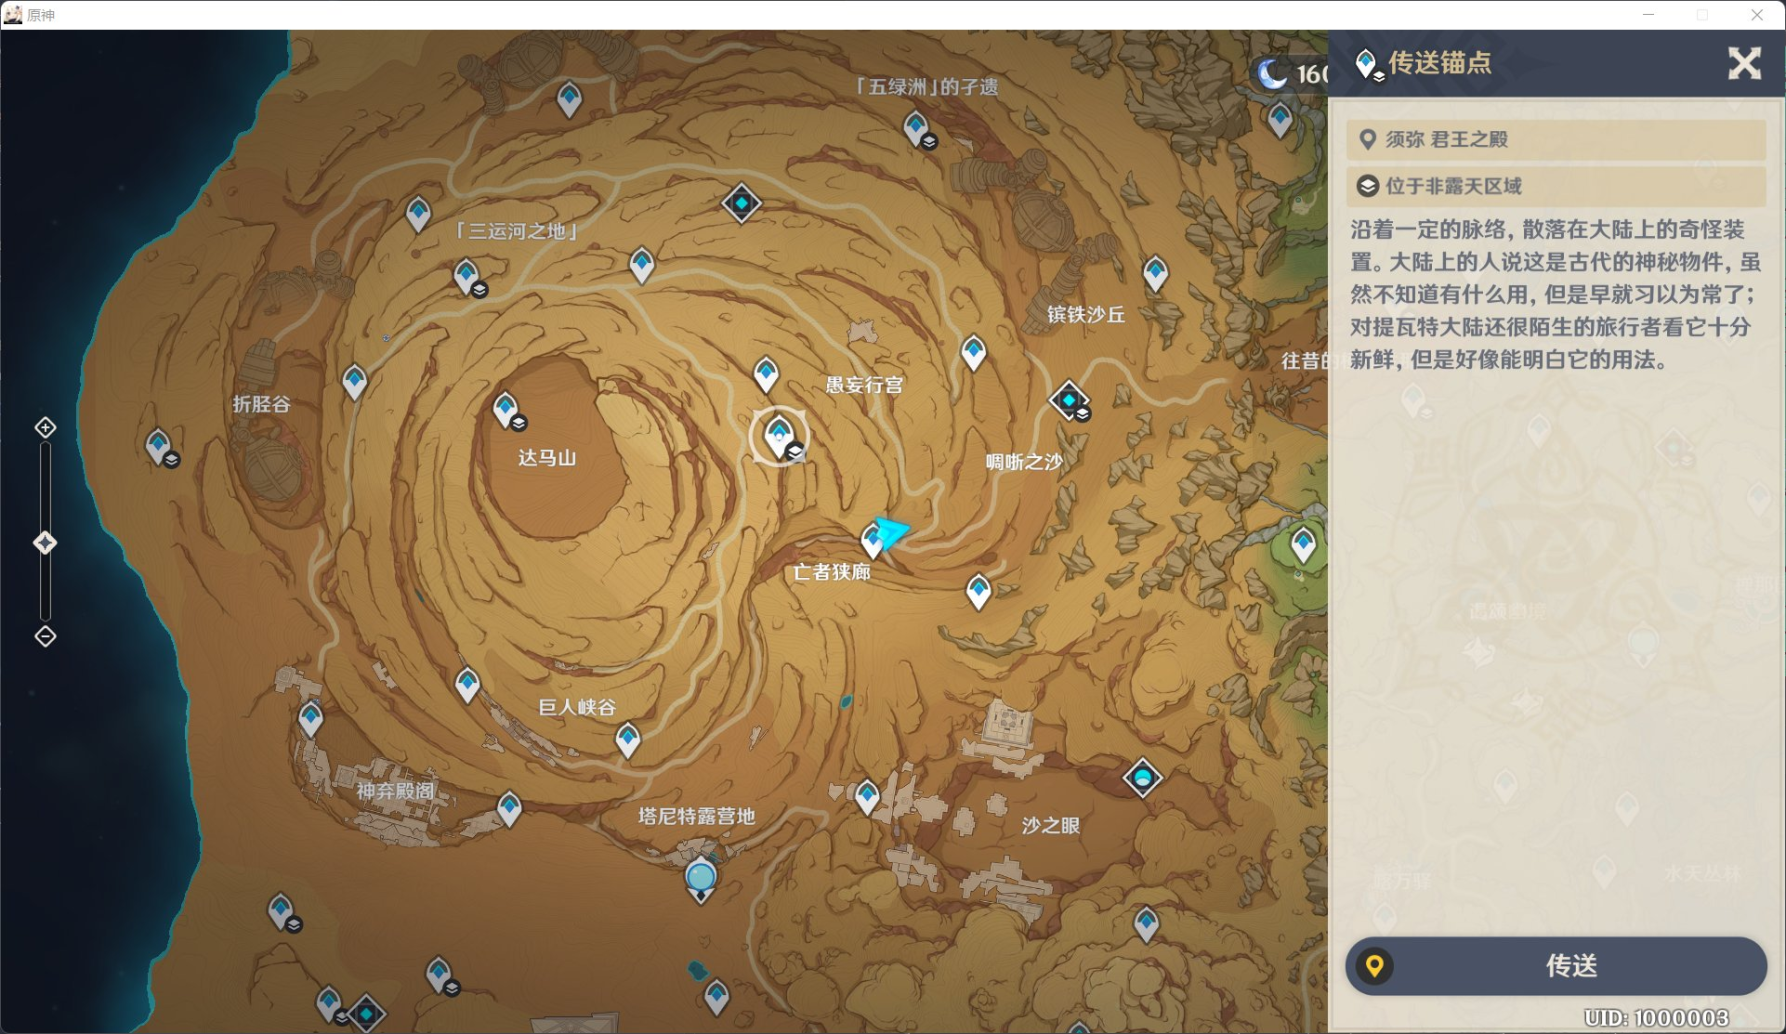 原神
「五绿洲」的孑遗
160
传送锚点
须弥 君王之殿
位于非露天区域
沿着一定的脉络，散落在大陆上的奇怪装
置。大陆上的人说这是古代的神秘物件，虽
然不知道有什么用，但是早就习以为常了；
对提瓦特大陆还很陌生的旅行者看它十分
新鲜，但是好像能明白它的用法。
「三运河之地」
镔铁沙丘
往昔的
愚妄行宫
折胫谷
达马山
啁哳之沙
亡者狭廊
巨人峡谷
神弃殿阁
塔尼特露营地
沙之眼
水天丛林
传送
UID: 1000003